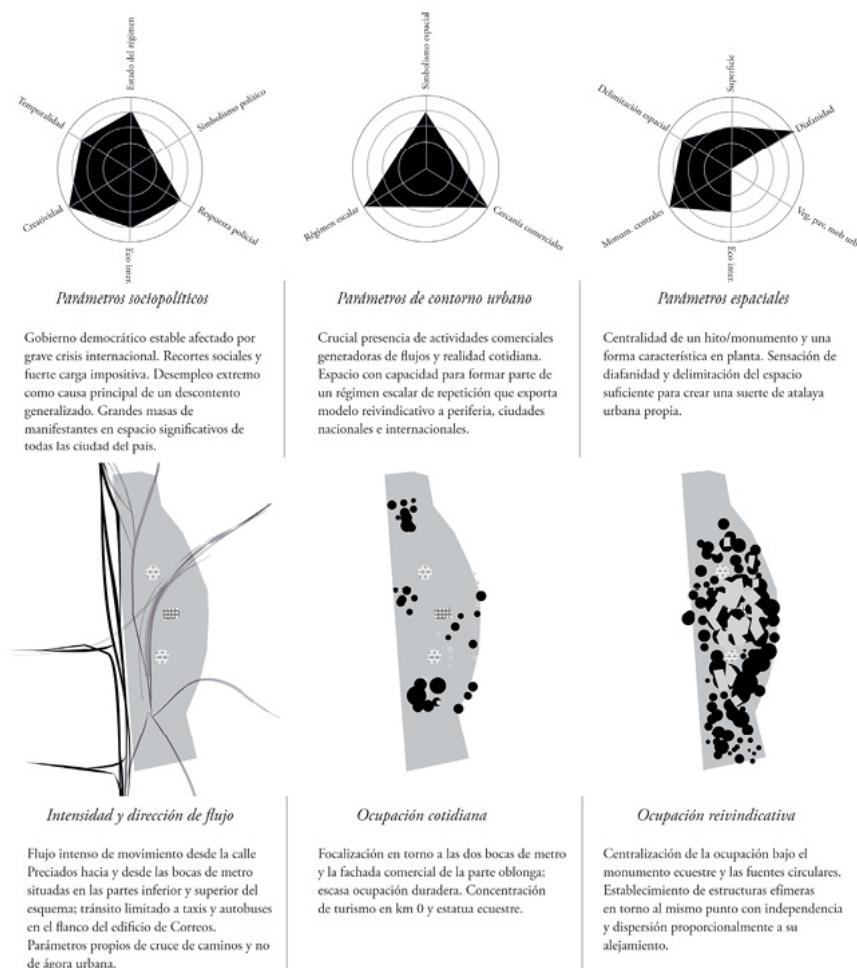 Estado del régimen
Simbolismo político
Respuesta policial
Eco inter.
Creatividad
Temporalidad
Simbolismo espacial
Cercanía comerciales
Régimen escalar
Superficie
Diafanidad
Veg. pav. mob urb
Eco inter.
Monum. centrales
Delimitación espacial
Parámetros sociopolíticos
Gobierno democrático estable afectado por
grave crisis internacional. Recortes sociales y
fuerte carga impositiva. Desempleo extremo
como causa principal de un descontento
generalizado. Grandes masas de
manifestantes en espacio significativos de
todas las ciudad del país.
Parámetros de contorno urbano
Crucial presencia de actividades comerciales
generadoras de flujos y realidad cotidiana.
Espacio con capacidad para formar parte de
un régimen escalar de repetición que exporta
modelo reivindicativo a periferia, ciudades
nacionales e internacionales.
Parámetros espaciales
Centralidad de un hito/monumento y una
forma característica en planta. Sensación de
diafanidad y delimitación del espacio
suficiente para crear una suerte de atalaya
urbana propia.
Intensidad y dirección de flujo
Flujo intenso de movimiento desde la calle
Preciados hacia y desde las bocas de metro
situadas en las partes inferior y superior del
esquema; tránsito limitado a taxis y autobuses
en el flanco del edificio de Correos.
Parámetros propios de cruce de caminos y no
de ágora urbana.
Ocupación cotidiana
Focalización en torno a las dos bocas de metro
y la fachada comercial de la parte oblonga;
escasa ocupación duradera. Concentración
de turismo en km 0 y estatua ecuestre.
Ocupación reivindicativa
Centralización de la ocupación bajo el
monumento ecuestre y las fuentes circulares.
Establecimiento de estructuras efímeras
en torno al mismo punto con independencia
y dispersión proporcionalmente a su
alejamiento.